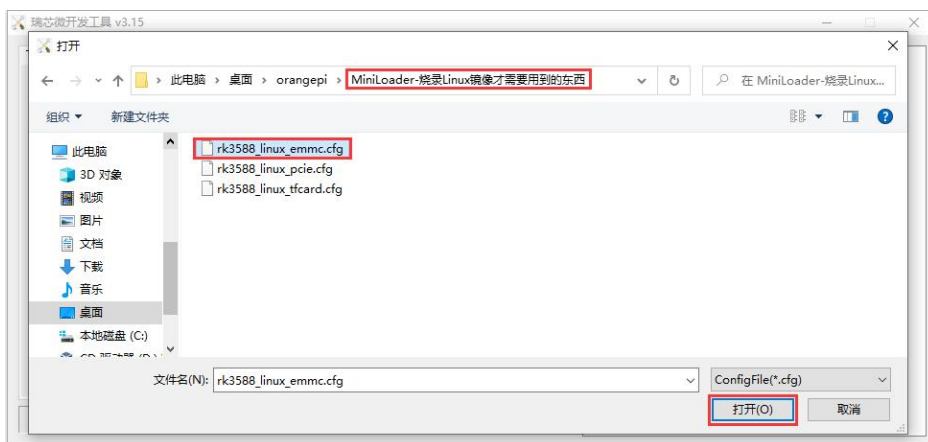 瑞芯微开发工具 v3.15
打开
此电脑 › 桌面 › orangepi › MiniLoader-烧录Linux镜像才需要用到的东西
在 MiniLoader-烧录Linux...
组织
新建文件夹
此电脑
3D 对象
视频
图片
文档
下载
音乐
桌面
本地磁盘 (C:)
rk3588_linux_emmc.cfg
rk3588_linux_pcie.cfg
rk3588_linux_tfcard.cfg
文件名(N): rk3588_linux_emmc.cfg
ConfigFile(*.cfg)
打开(O)
取消